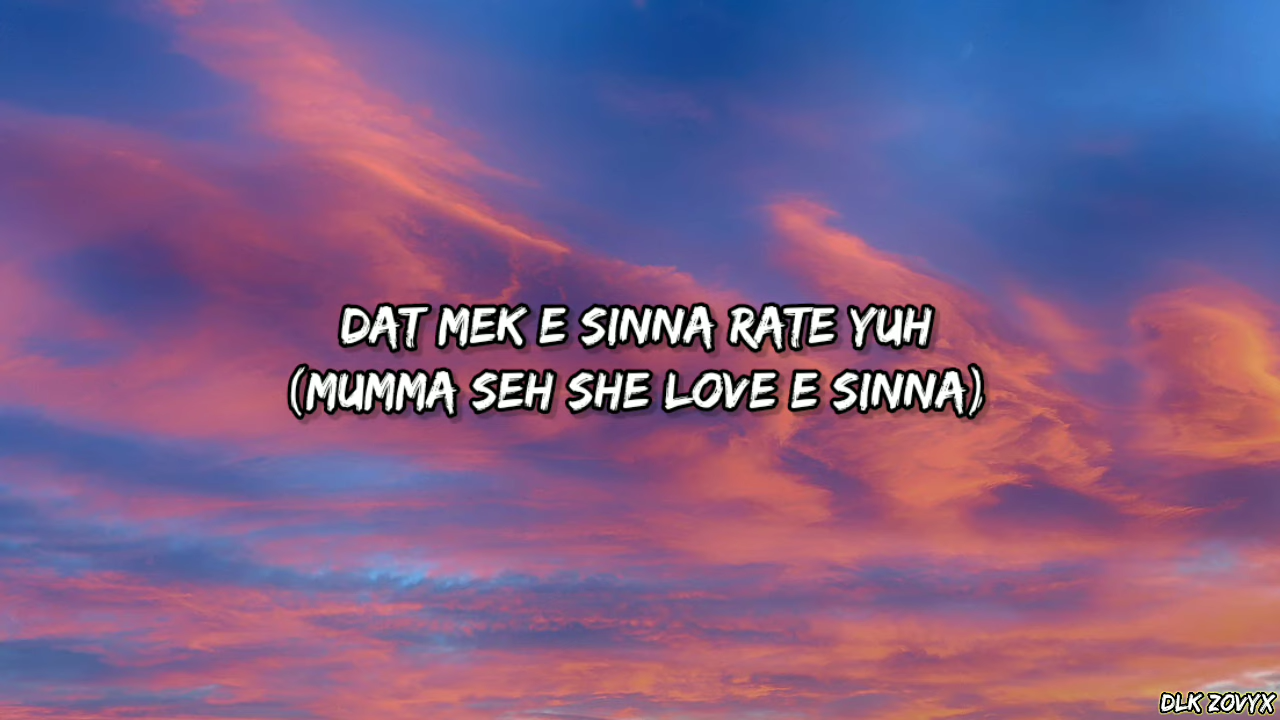 DAT MEK E SINNA RATE YUH
(MUMMA SEH SHE LOVE E SINNA)
DLK ZOVYX